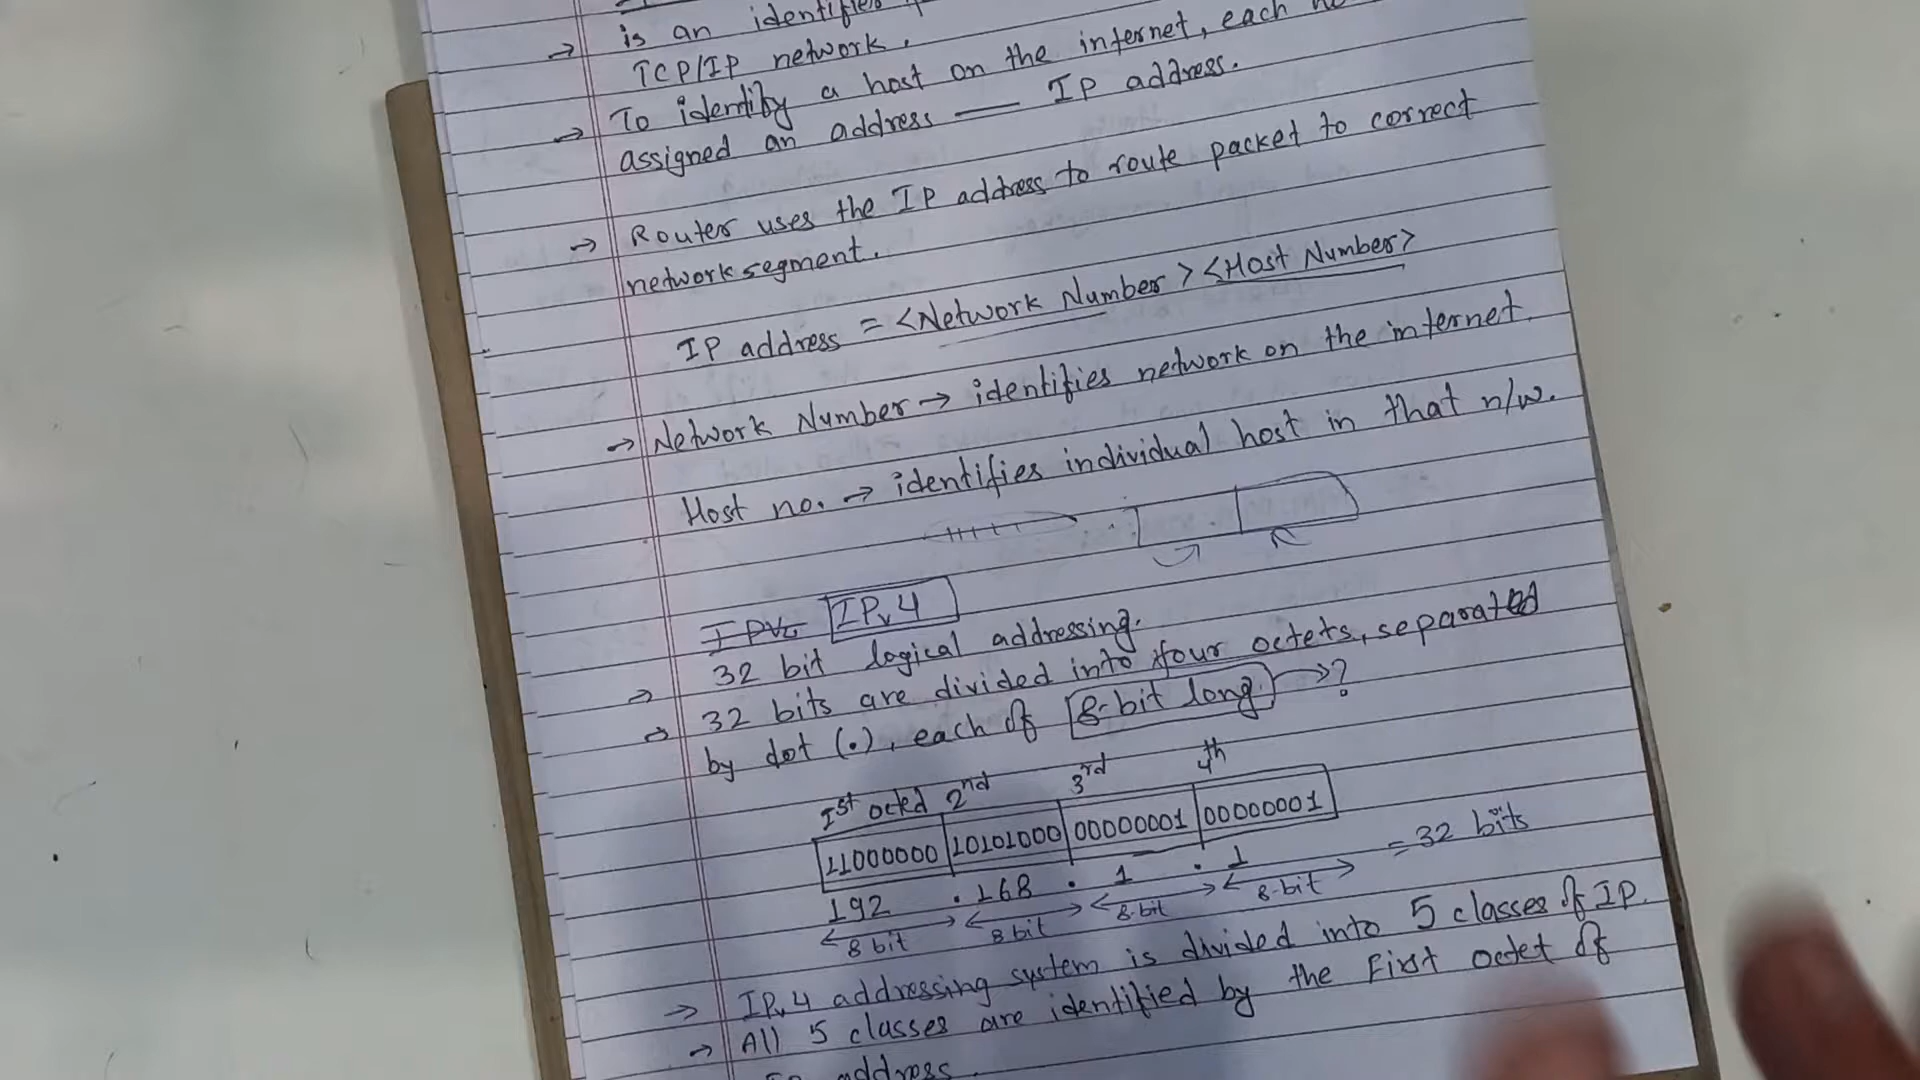 → is an identifier
TCP/IP network.
→ To identify a host on the internet, each
assigned an address — IP address.
→ Router uses the IP address to route packet to correct
network segment.
IP address = <Network Number> <Host Number>
→ Network Number → identifies network on the internet.
Host no. → identifies individual host in that n/w.
IPv4
→ 32 bit logical addressing.
→ 32 bits are divided into four octets, separated
by dot (.), each of 8-bit long. → ?
Ist octed 2nd 3rd 4th
11000000 10101000 00000001 00000001
192 . 168 . 1 . 1 = 32 bits
8 bit 8 bit 8-bit 8-bit
→ IPv4 addressing system is divided into 5 classes of IP.
→ All 5 classes are identified by the First octet of
address.